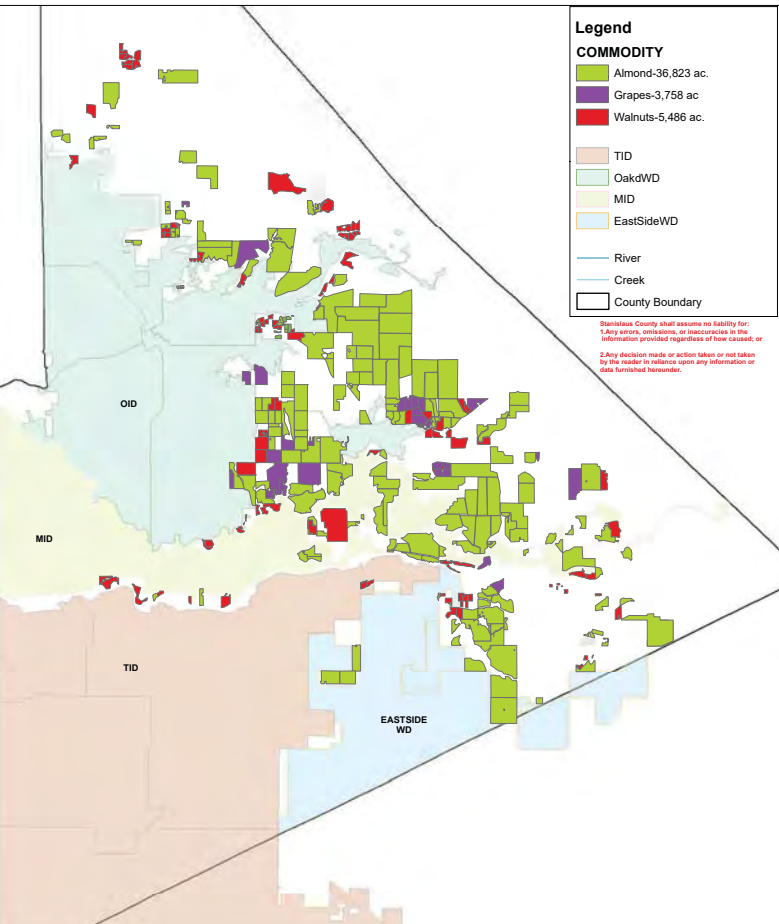 Legend
COMMODITY
Almond-36,823 ac.
Grapes-3,758 ac
Walnuts-5,486 ac.
TID
OakdWD
MID
EastSideWD
River
Creek
County Boundary
Stanislaus County shall assume no liability for:
1.Any errors, omissions, or inaccuracies in the
information provided regardless of how caused; or
2.Any decision made or action taken or not taken
by the reader in reliance upon any information or
data furnished hereunder.
OID
MID
TID
EASTSIDE
WD